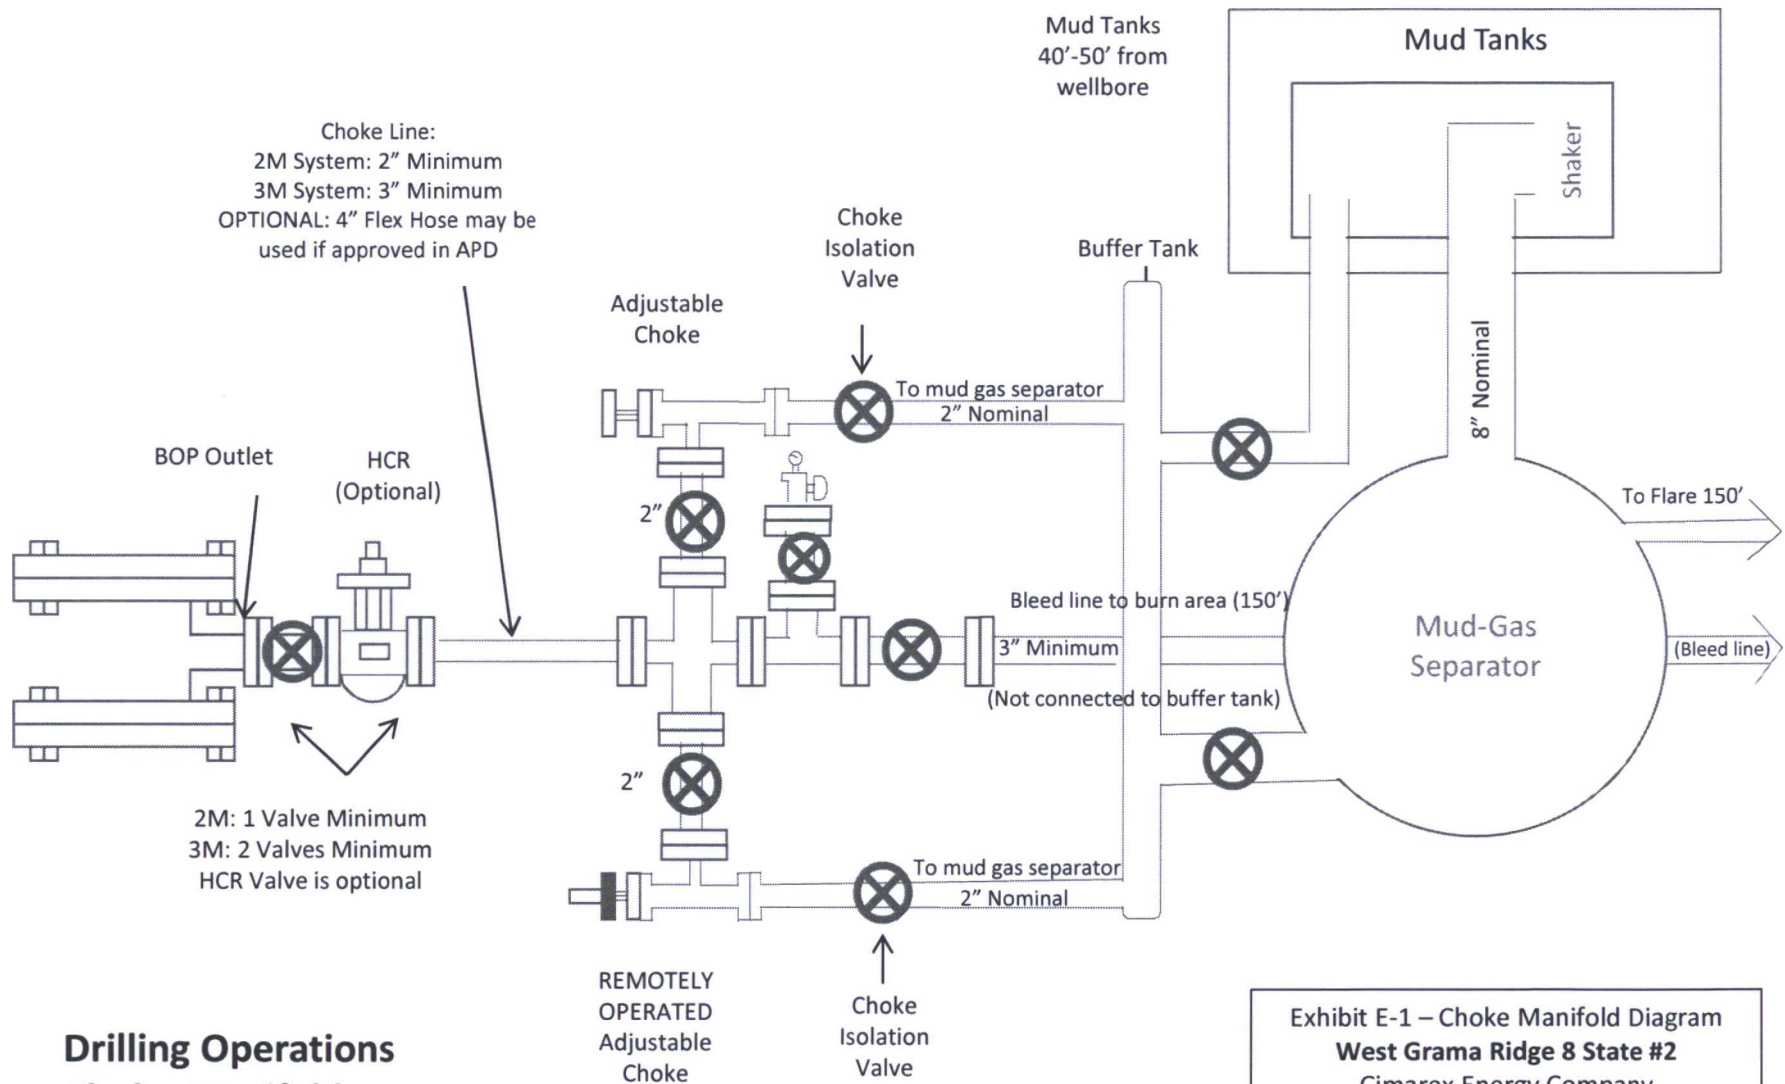 Mud Tanks
40'-50' from
wellbore
Mud Tanks
Shaker
Choke Line:
2M System: 2" Minimum
3M System: 3" Minimum
OPTIONAL: 4" Flex Hose may be
used if approved in APD
Choke
Isolation
Valve
Buffer Tank
Adjustable
Choke
8" Nominal
To mud gas separator
2" Nominal
BOP Outlet
HCR
(Optional)
2"
To Flare 150'
Bleed line to burn area (150')
3" Minimum
(Not connected to buffer tank)
Mud-Gas
Separator
(Bleed line)
2"
2M: 1 Valve Minimum
3M: 2 Valves Minimum
HCR Valve is optional
To mud gas separator
2" Nominal
REMOTELY
OPERATED
Adjustable
Choke
Choke
Isolation
Valve
Drilling Operations
Exhibit E-1 – Choke Manifold Diagram
West Grama Ridge 8 State #2
Cimarex Energy Company